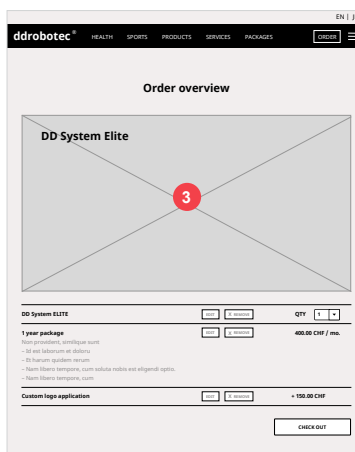 EN | J
ddrobotec®
HEALTH SPORTS PRODUCTS SERVICES PACKAGES ORDER
Order overview
DD System Elite
3
DD System ELITE EDIT X REMOVE QTY 1
1 year package EDIT X REMOVE 400.00 CHF / mo.
Non provident, similique sunt
– Id est laborum et doloru
– Et harum quidem rerum
– Nam libero tempore, cum soluta nobis est eligendi optio.
– Nam libero tempore, cum
Custom logo application EDIT X REMOVE + 150.00 CHF
CHECK OUT